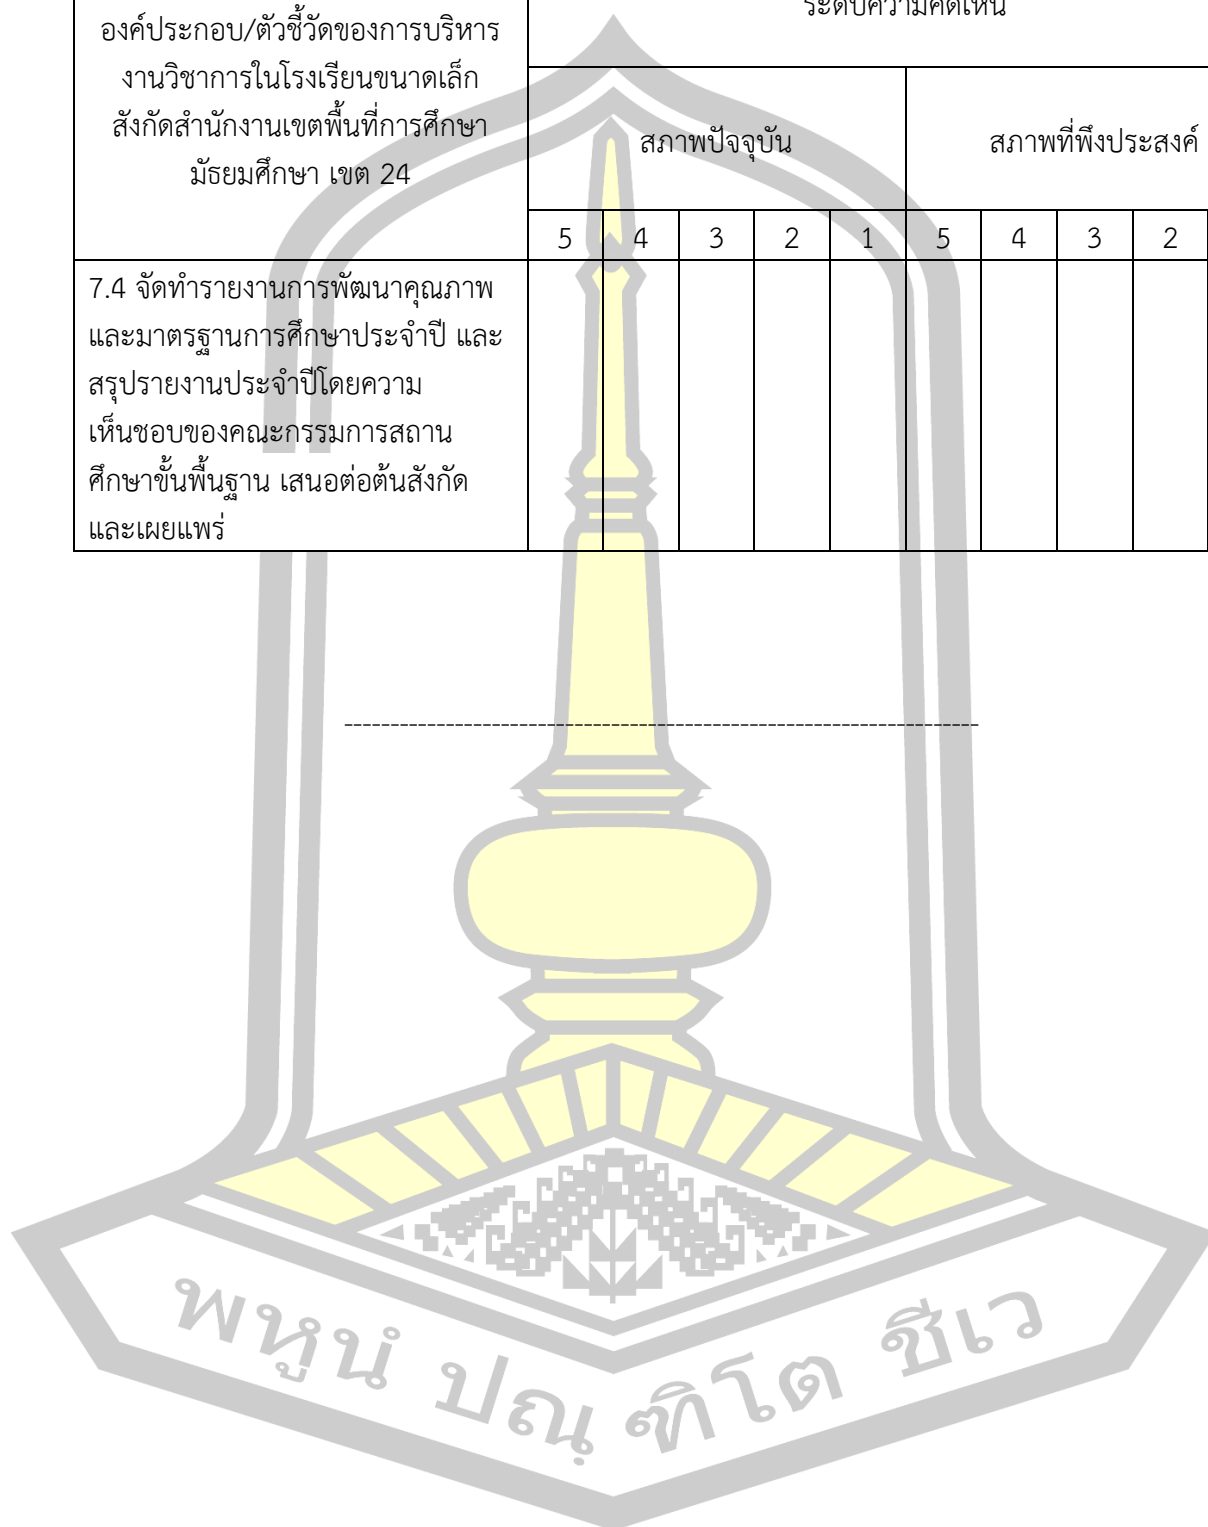 ระดับความคิดเห็น
องค์ประกอบ/ตัวชี้วัดของการบริหาร
งานวิชาการในโรงเรียนขนาดเล็ก
สังกัดสำนักงานเขตพื้นที่การศึกษา
มัธยมศึกษา เขต 24
สภาพปัจจุบัน สภาพที่พึงประสงค์
5 4 3 2 1 5 4 3 2
7.4 จัดทำรายงานการพัฒนาคุณภาพ
และมาตรฐานการศึกษาประจำปี และ
สรุปรายงานประจำปีโดยความ
เห็นชอบของคณะกรรมการสถาน
ศึกษาขั้นพื้นฐาน เสนอต่อต้นสังกัด
และเผยแพร่
พหูนํ ปณฺฑิโต ชีเว